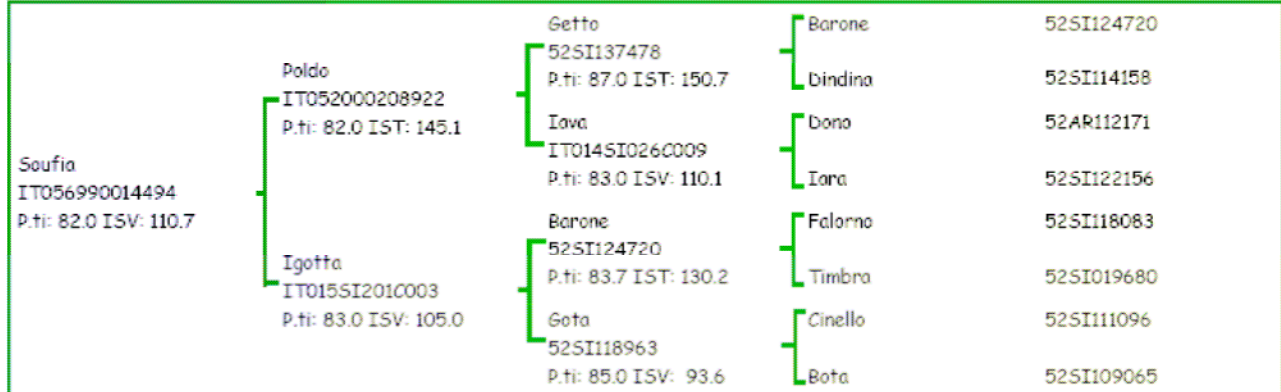 Saufia
IT056990014494
P.ti: 82.0 ISV: 110.7
Poldo
IT052000208922
P.ti: 82.0 IST: 145.1
Igotta
IT015SI201C003
P.ti: 83.0 ISV: 105.0
Getto
52SI137478
P.ti: 87.0 IST: 150.7
Iava
IT014SI026C009
P.ti: 83.0 ISV: 110.1
Barone
52SI124720
P.ti: 83.7 IST: 130.2
Gota
52SI118963
P.ti: 85.0 ISV: 93.6
Barone 52SI124720
Dindina 52SI114158
Dono 52AR112171
Iara 52SI122156
Falorno 52SI118083
Timbra 52SI019680
Cinello 52SI111096
Bota 52SI109065